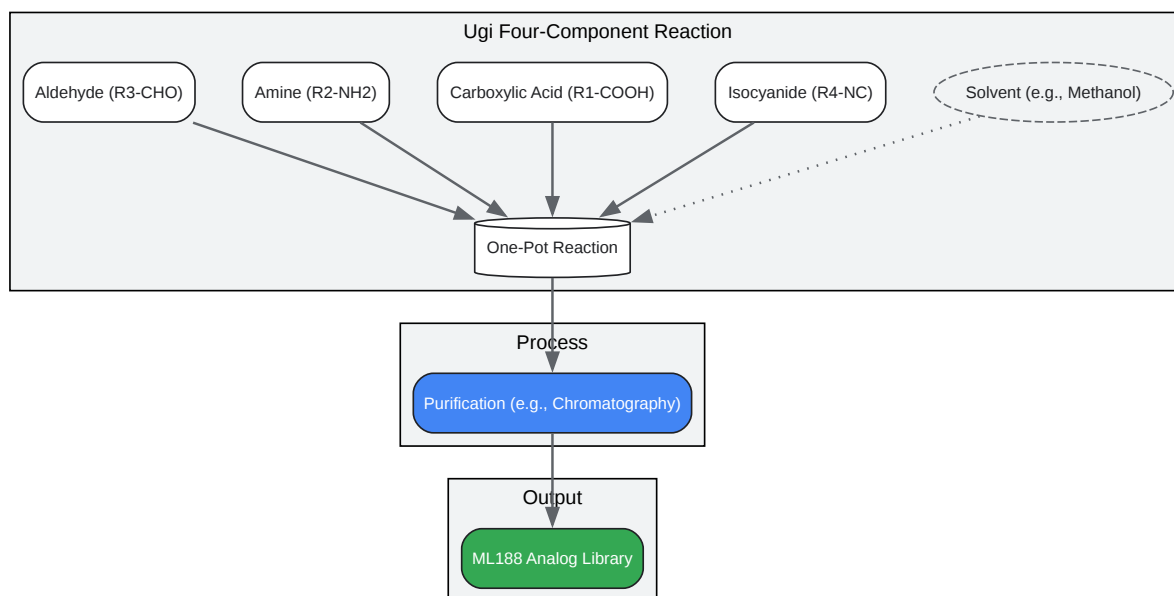 Ugi Four-Component Reaction
Aldehyde (R3-CHO)
Amine (R2-NH2)
Carboxylic Acid (R1-COOH)
Isocyanide (R4-NC)
Solvent (e.g., Methanol)
One-Pot Reaction
Process
Purification (e.g., Chromatography)
Output
ML188 Analog Library